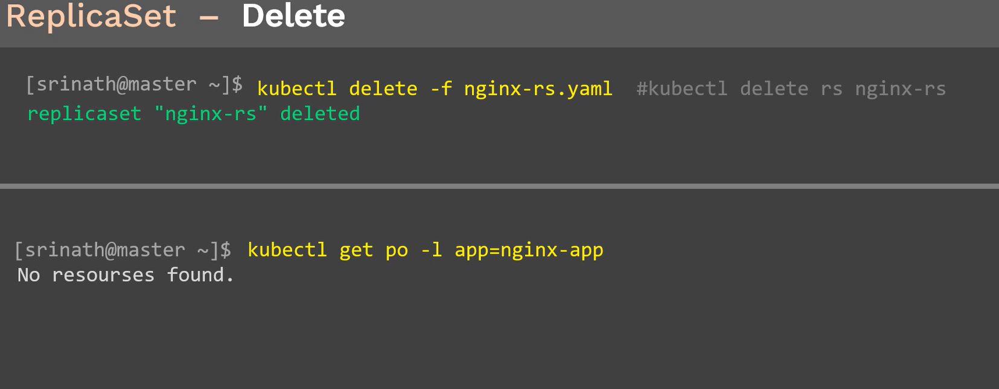 ReplicaSet – Delete
[srinath@master ~]$ kubectl delete -f nginx-rs.yaml #kubectl delete rs nginx-rs
replicaset "nginx-rs" deleted
[srinath@master ~]$ kubectl get po -l app=nginx-app
No resourses found.